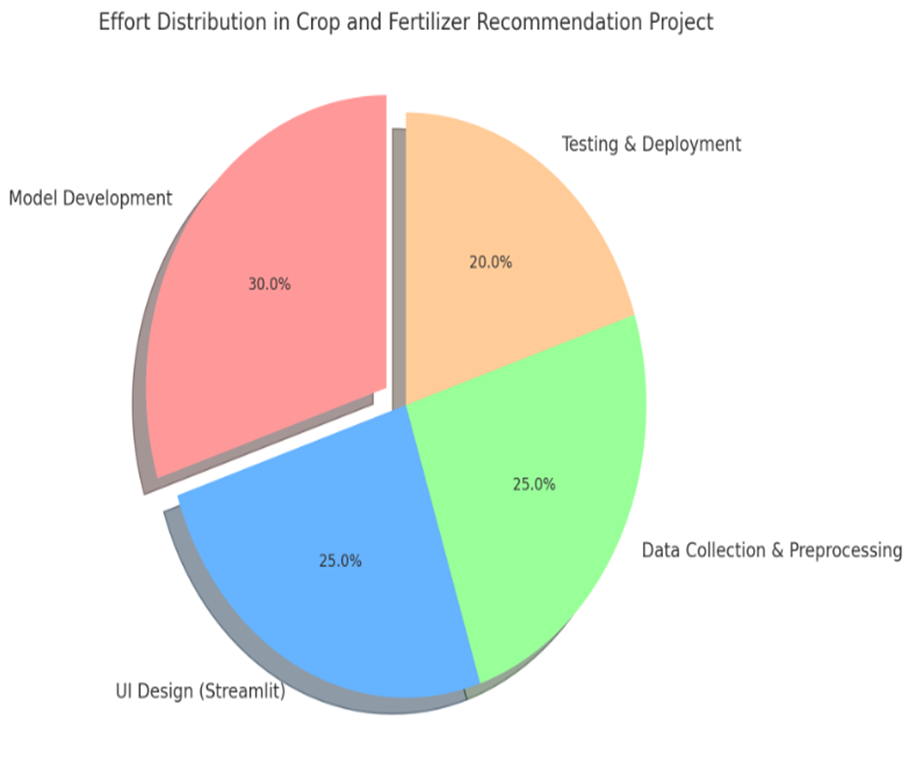 Effort Distribution in Crop and Fertilizer Recommendation Project
Testing & Deployment
Model Development
20.0%
30.0%
25.0%
Data Collection & Preprocessing
25.0%
UI Design (Streamlit)